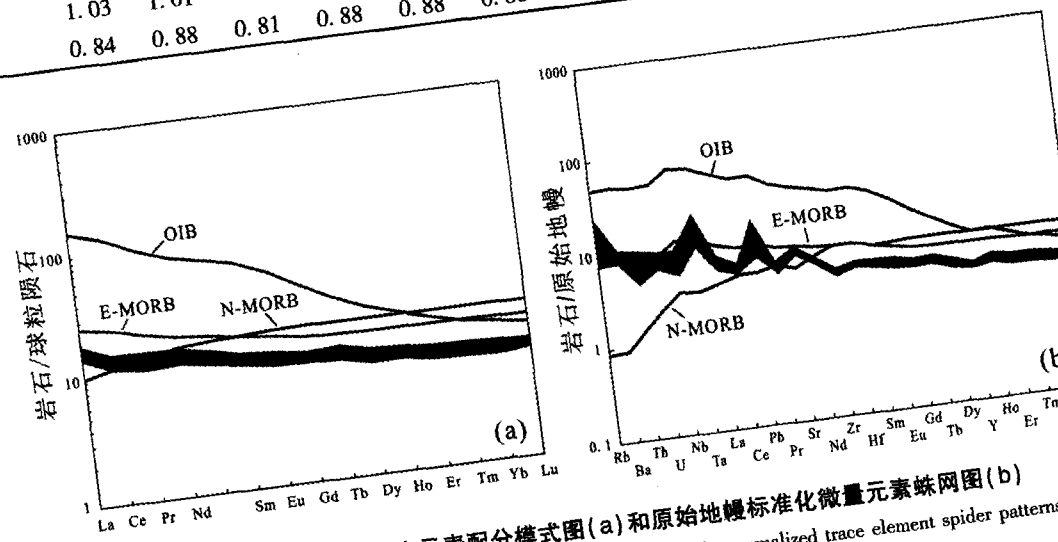 1. 03
0. 84 0. 88 0. 81 0. 88 0. 88
1000
100
10
1
岩石/球粒陨石
OIB
E-MORB N-MORB
(a)
La Ce Pr Nd Sm Eu Gd Tb Dy Ho Er Tm Yb Lu
1000
100
10
1
0. 1
岩石/原始地幔
OIB
E-MORB
N-MORB
Rb Th Nb La Pb Sr Zr Sm Gd Dy Ho Tm
Ba U Ta Ce Pr Nd Hf Eu Tb Y Er
元素配分模式图(a)和原始地幔标准化微量元素蛛网图(b)
trace element spider patterns